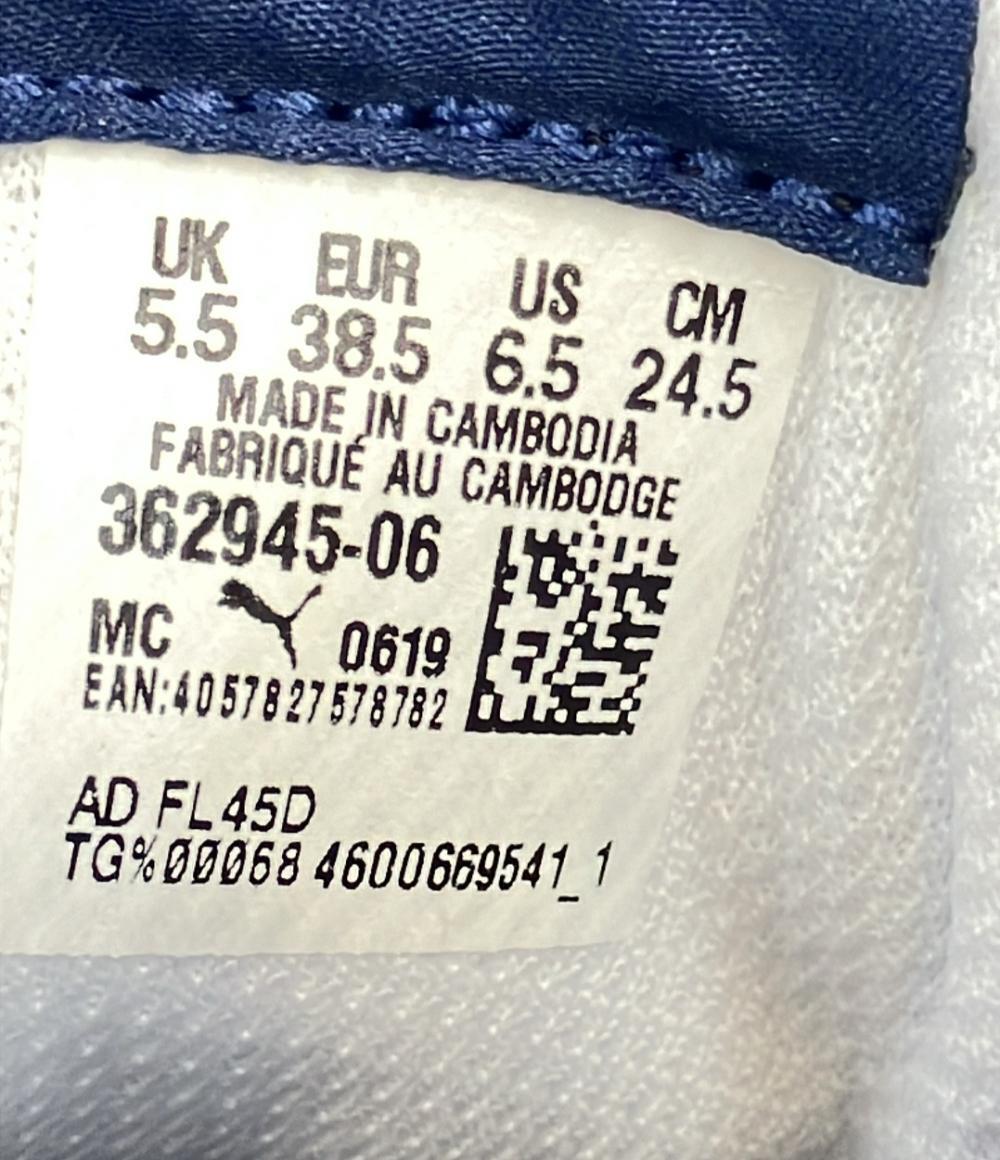 UK EUR US CM
5.5 38.5 6.5 24.5
MADE IN CAMBODIA
FABRIQUÉ AU CAMBODGE
362945-06
MC 0619
EAN:4057827578782
AD FL45D
TG%00068 4600669541_1